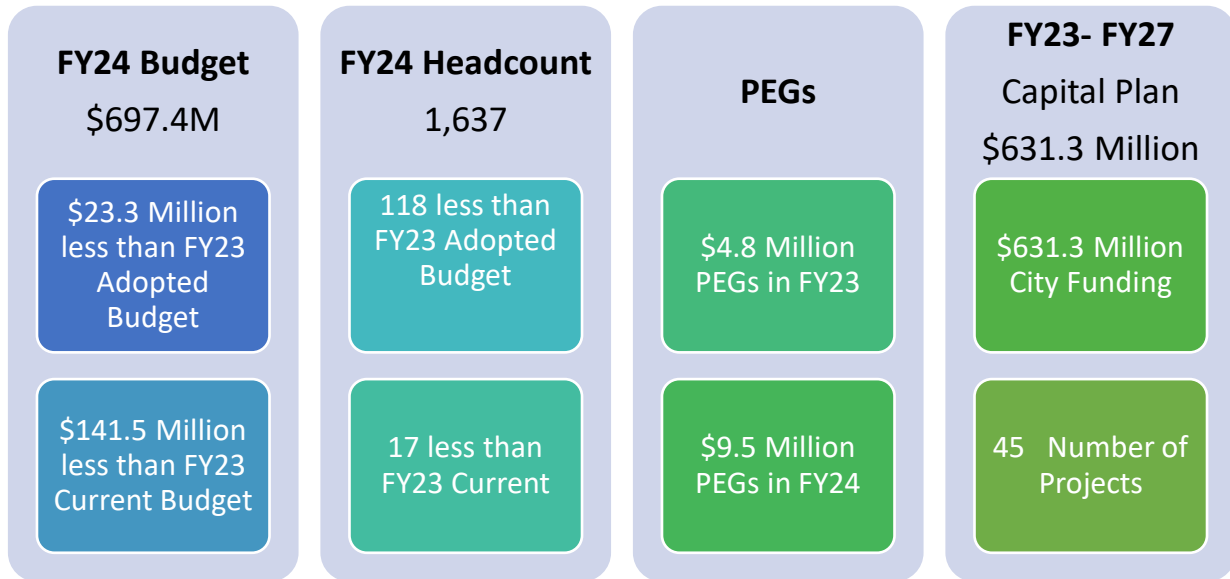 FY24 Budget
$697.4M
$23.3 Million
less than FY23
Adopted
Budget
$141.5 Million
less than FY23
Current Budget
FY24 Headcount
1,637
118 less than
FY23 Adopted
Budget
17 less than
FY23 Current
PEGs
$4.8 Million
PEGs in FY23
$9.5 Million
PEGs in FY24
FY23- FY27
Capital Plan
$631.3 Million
$631.3 Million
City Funding
45 Number of
Projects